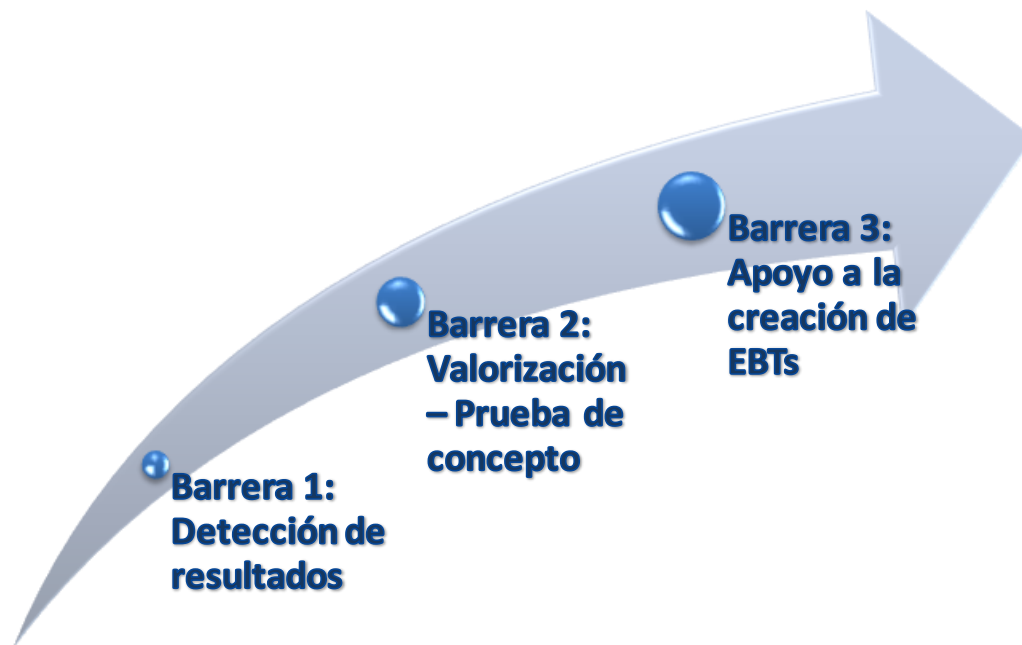 Barrera 1:
Detección de
resultados
Barrera 2:
Valorización
– Prueba de
concepto
Barrera 3:
Apoyo a la
creación de
EBTs